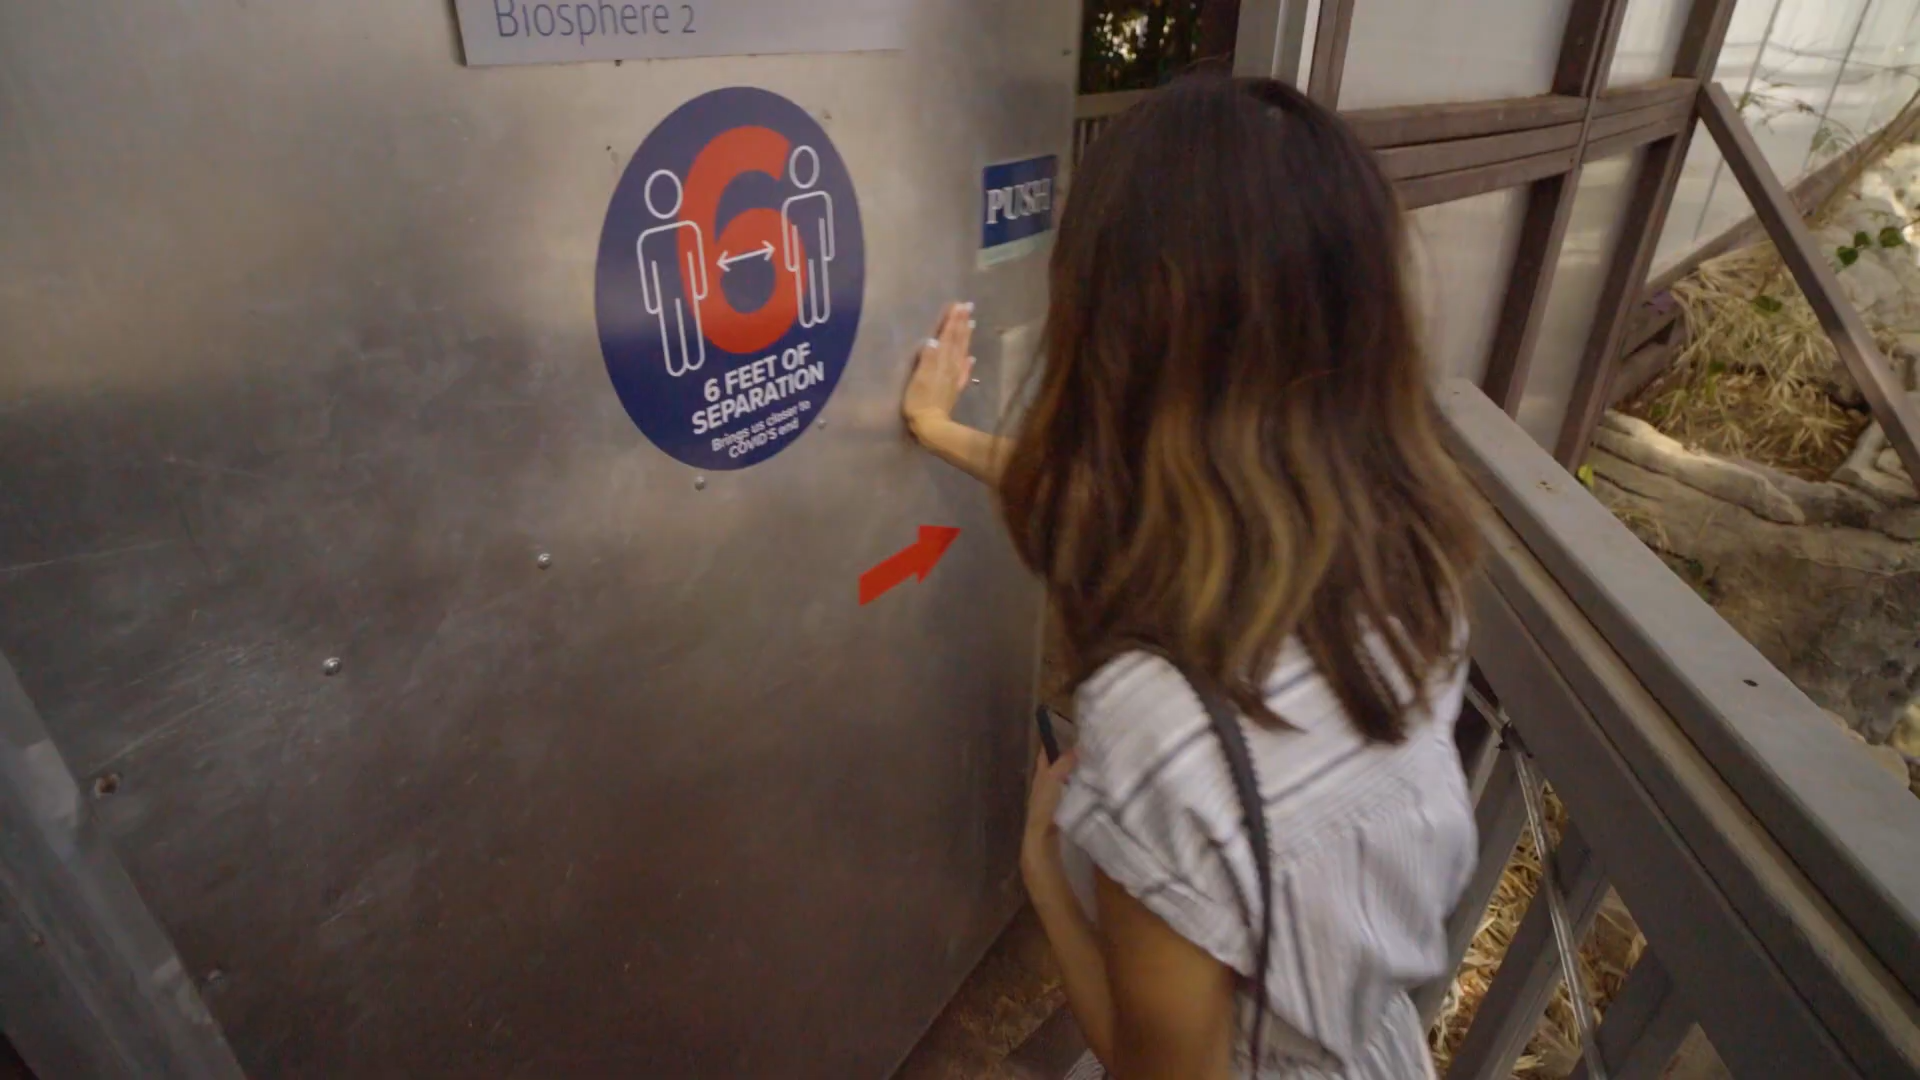 Biosphere 2
6
PUSH
6 FEET OF
SEPARATION
Brings us closer to
COVID'S end